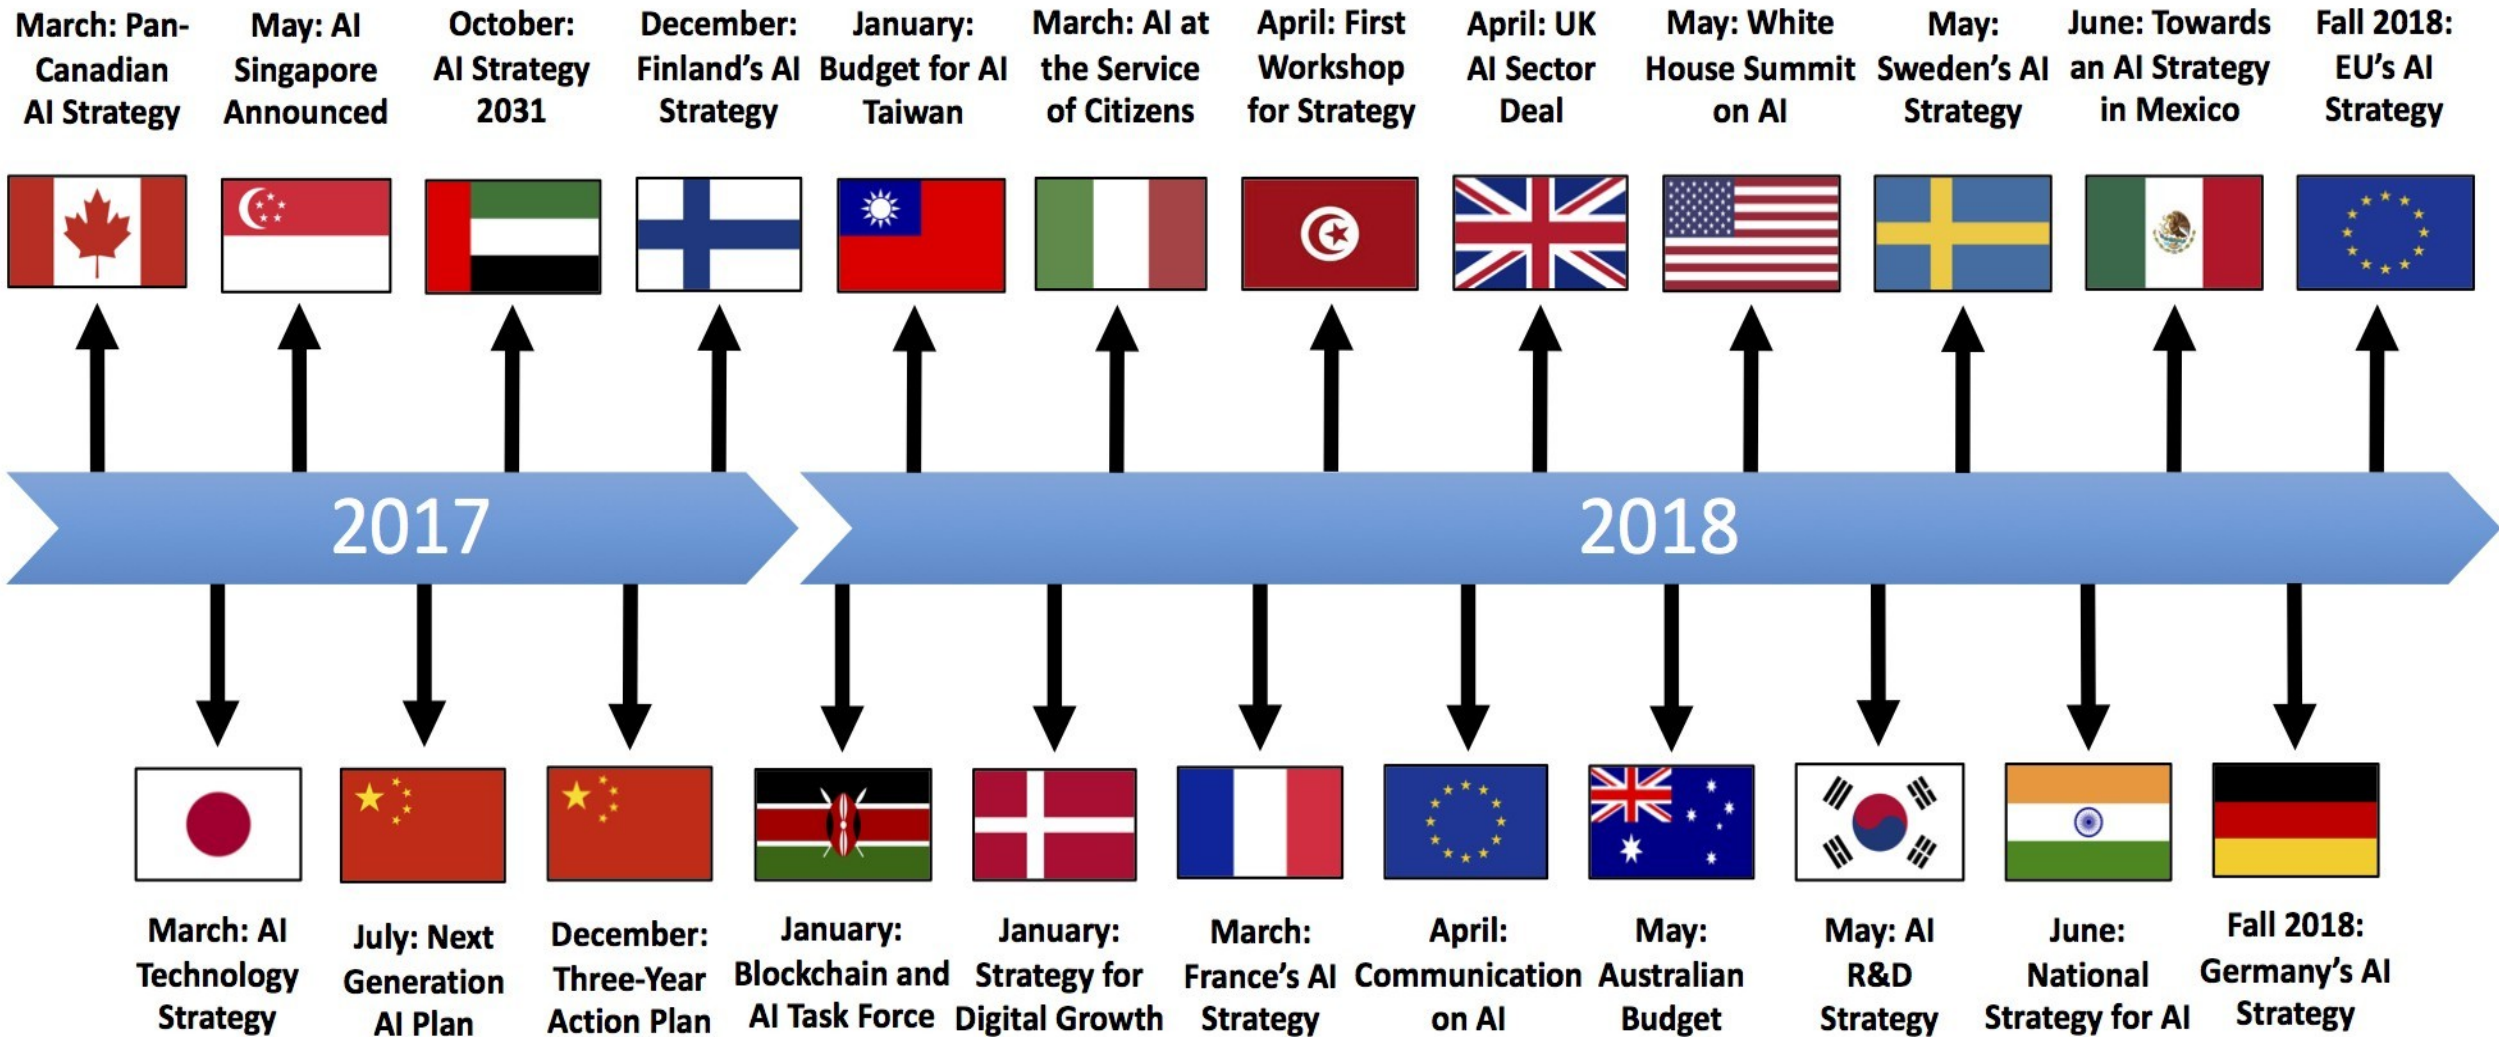 March: Pan-
Canadian
AI Strategy
May: AI
Singapore
Announced
October:
AI Strategy
2031
December:
Finland’s AI
Strategy
January:
Budget for AI
Taiwan
March: AI at
the Service
of Citizens
April: First
Workshop
for Strategy
April: UK
AI Sector
Deal
May: White
House Summit
on AI
May:
Sweden’s AI
Strategy
June: Towards
an AI Strategy
in Mexico
Fall 2018:
EU’s AI
Strategy
2017
2018
March: AI
Technology
Strategy
July: Next
Generation
AI Plan
December:
Three-Year
Action Plan
January:
Blockchain and
AI Task Force
January:
Strategy for
Digital Growth
March:
France’s AI
Strategy
April:
Communication
on AI
May:
Australian
Budget
May: AI
R&D
Strategy
June:
National
Strategy for AI
Fall 2018:
Germany’s AI
Strategy